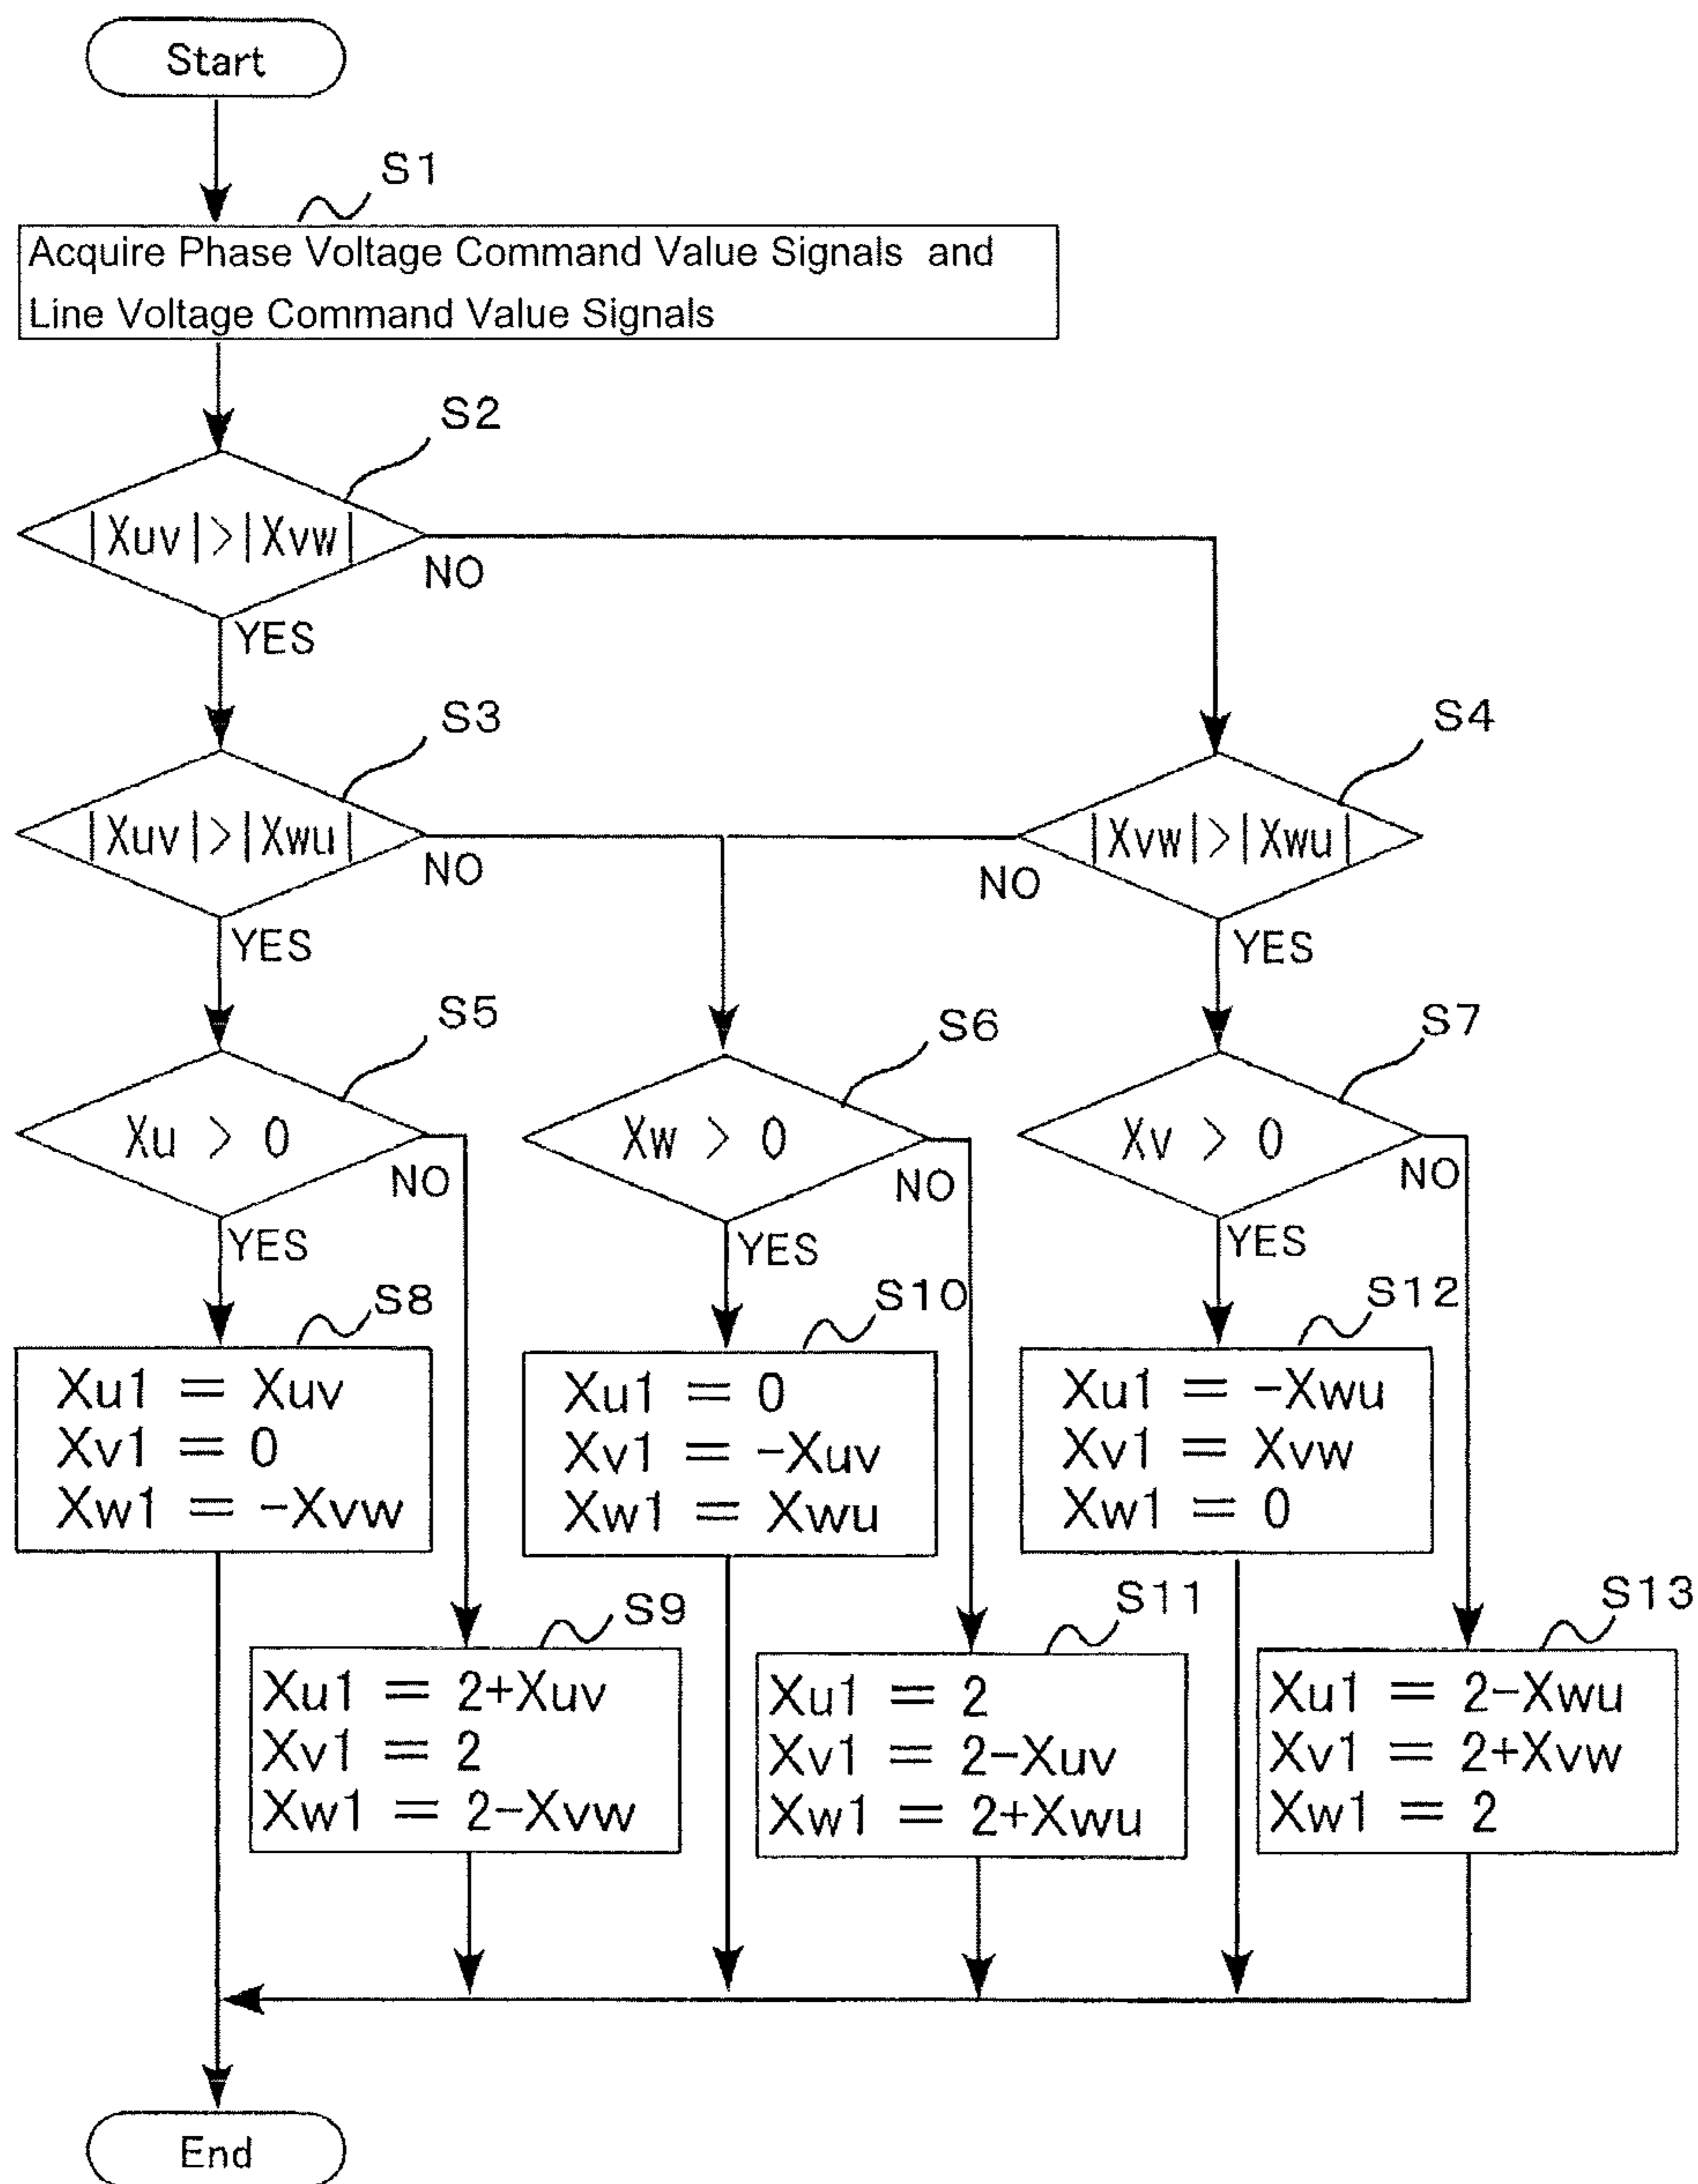 Start
S1
Acquire Phase Voltage Command Value Signals and
Line Voltage Command Value Signals
S2
|Xuv|>|Xvw|
NO
YES
S3
|Xuv|>|Xwu|
NO
YES
S4
|Xvw|>|Xwu|
NO
YES
S5
Xu > 0
NO
YES
S6
Xw > 0
NO
YES
S7
Xv > 0
NO
YES
S8
Xu1 = Xuv
Xv1 = 0
Xw1 = -Xvw
S10
Xu1 = 0
Xv1 = -Xuv
Xw1 = Xwu
S12
Xu1 = -Xwu
Xv1 = Xvw
Xw1 = 0
S9
Xu1 = 2+Xuv
Xv1 = 2
Xw1 = 2-Xvw
S11
Xu1 = 2
Xv1 = 2-Xuv
Xw1 = 2+Xwu
S13
Xu1 = 2-Xwu
Xv1 = 2+Xvw
Xw1 = 2
End